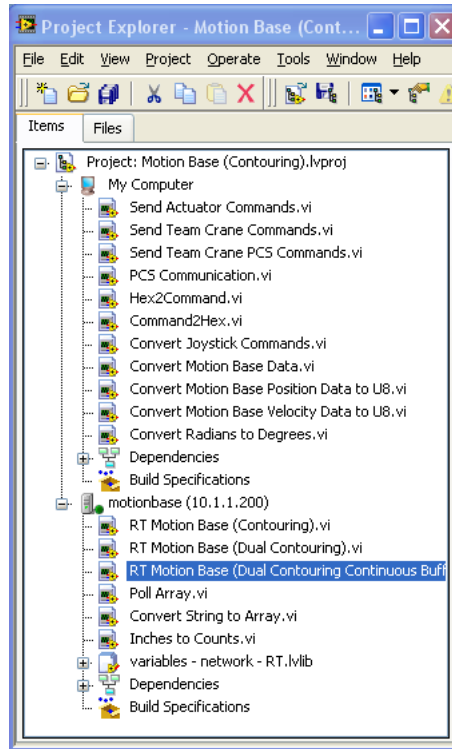 Project Explorer - Motion Base (Cont...
File Edit View Project Operate Tools Window Help
Items Files
Project: Motion Base (Contouring).lvproj
My Computer
Send Actuator Commands.vi
Send Team Crane Commands.vi
Send Team Crane PCS Commands.vi
PCS Communication.vi
Hex2Command.vi
Command2Hex.vi
Convert Joystick Commands.vi
Convert Motion Base Data.vi
Convert Motion Base Position Data to U8.vi
Convert Motion Base Velocity Data to U8.vi
Convert Radians to Degrees.vi
Dependencies
Build Specifications
motionbase (10.1.1.200)
RT Motion Base (Contouring).vi
RT Motion Base (Dual Contouring).vi
RT Motion Base (Dual Contouring Continuous Buff
Poll Array.vi
Convert String to Array.vi
Inches to Counts.vi
variables - network - RT.lvlib
Dependencies
Build Specifications